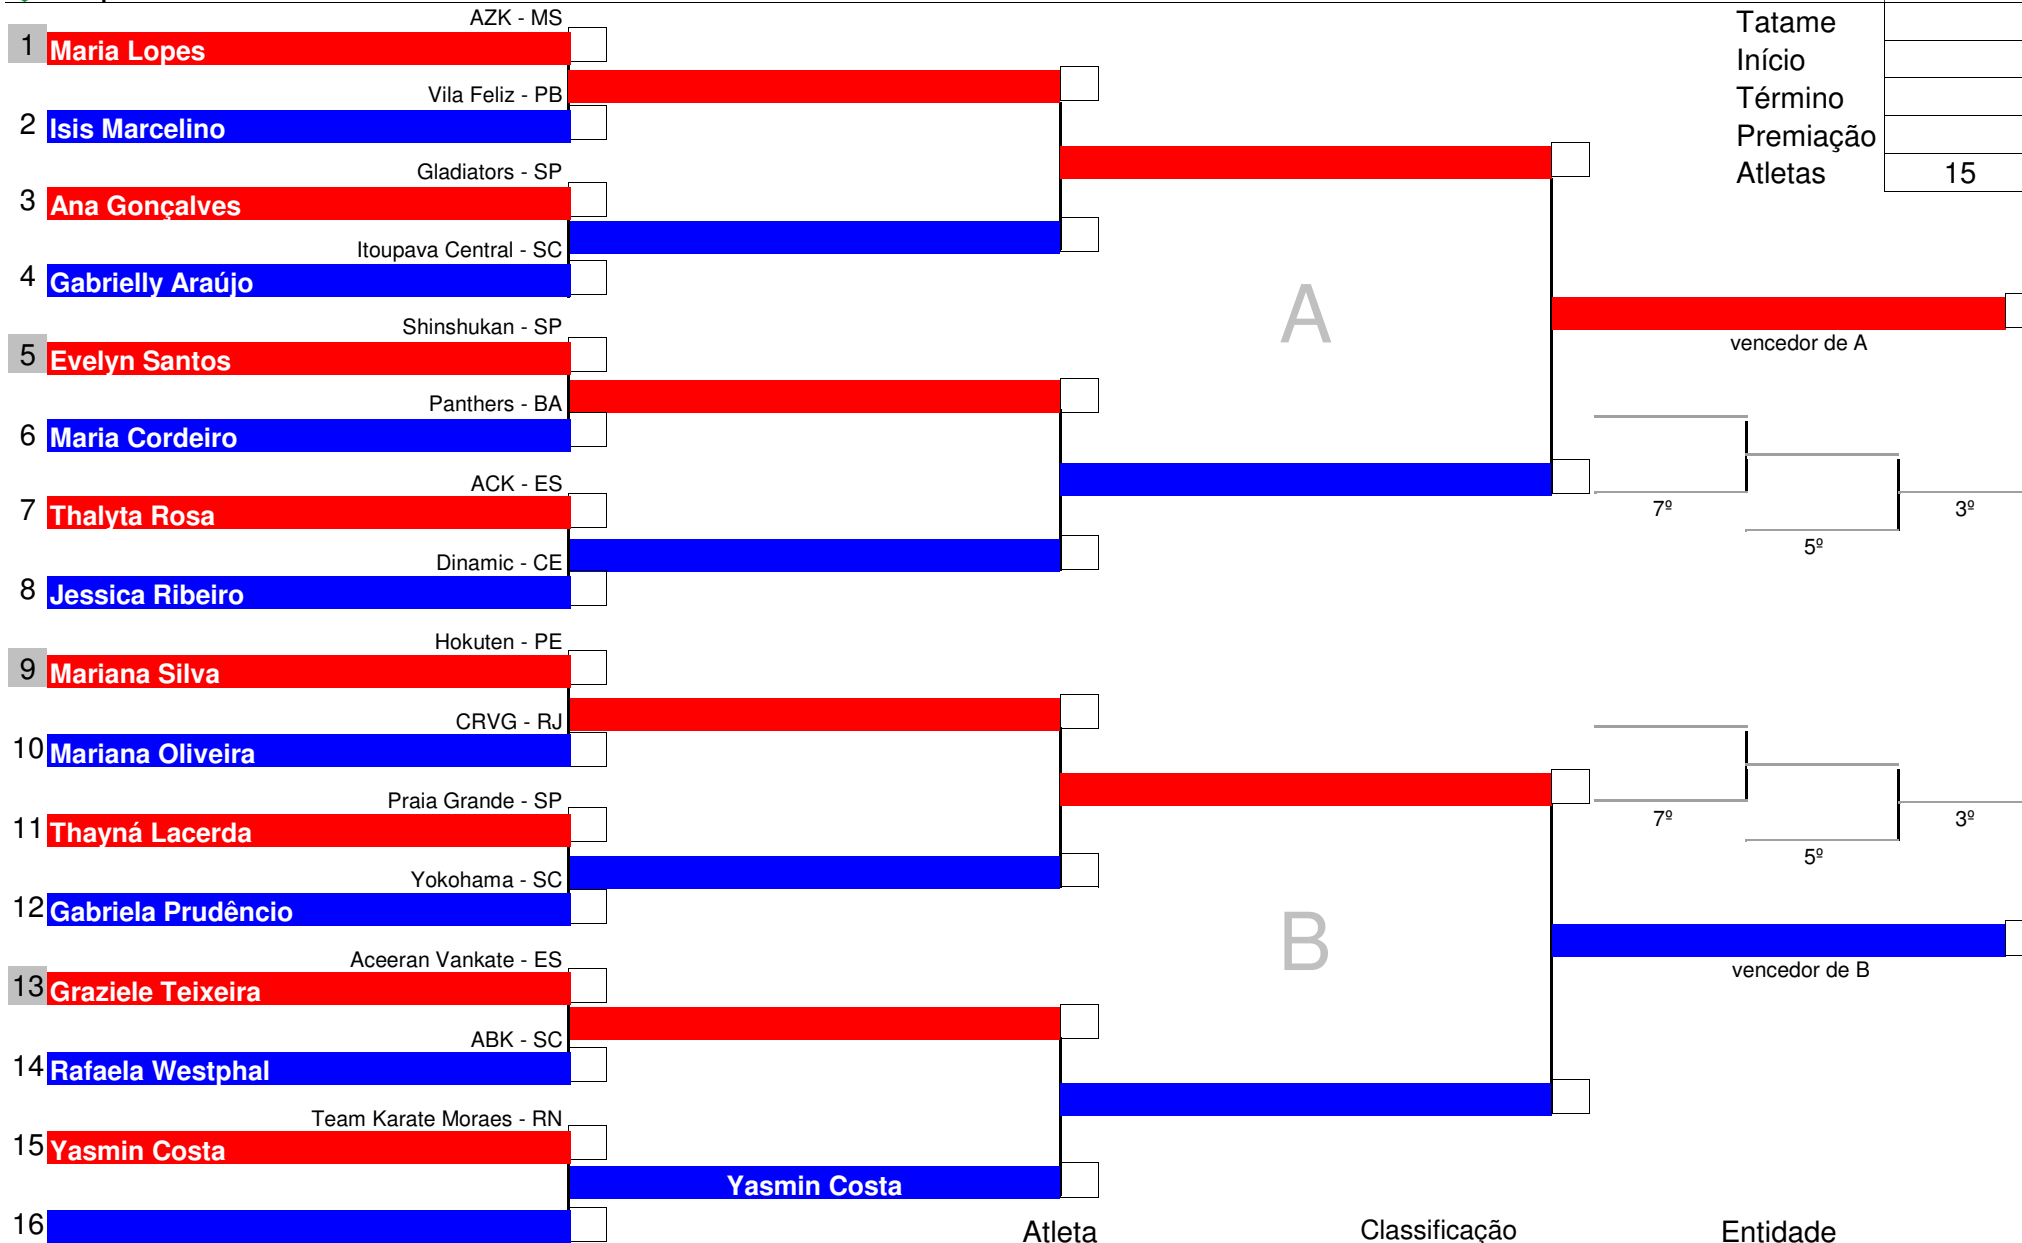 AZK - MS
1 Maria Lopes
Vila Feliz - PB
2 Isis Marcelino
Gladiators - SP
3 Ana Gonçalves
Itoupava Central - SC
4 Gabrielly Araújo
Shinshukan - SP
5 Evelyn Santos
Panthers - BA
6 Maria Cordeiro
ACK - ES
7 Thalyta Rosa
Dinamic - CE
8 Jessica Ribeiro
Hokuten - PE
9 Mariana Silva
CRVG - RJ
10 Mariana Oliveira
Praia Grande - SP
11 Thayná Lacerda
Yokohama - SC
12 Gabriela Prudêncio
Aceeran Vankate - ES
13 Graziele Teixeira
ABK - SC
14 Rafaela Westphal
Team Karate Moraes - RN
15 Yasmin Costa
Yasmin Costa
16
A
B
Tatame
Início
Término
Premiação
Atletas 15
vencedor de A
7º
3º
5º
7º
3º
5º
vencedor de B
Atleta Classificação Entidade